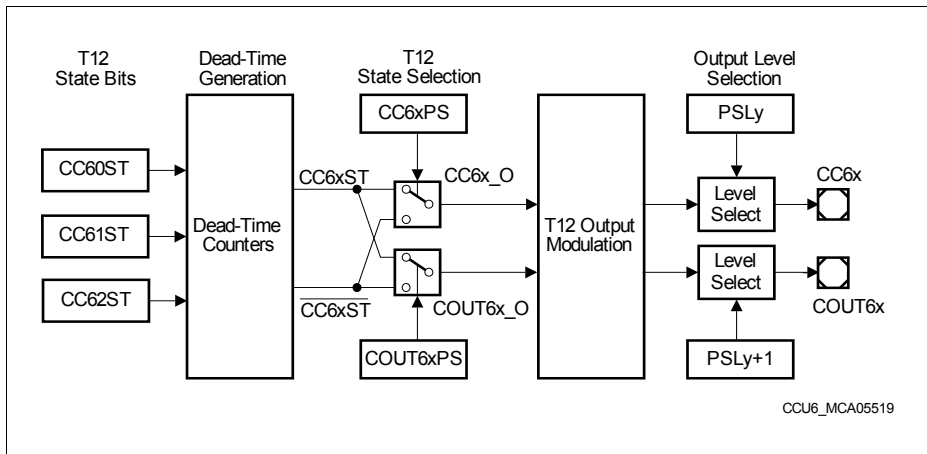 T12
State Bits
Dead-Time
Generation
T12
State Selection
Output Level
Selection
CC6xPS
PSLy
CC60ST
CC61ST
CC62ST
Dead-Time
Counters
CC6xST
CC6xST
CC6x_O
COUT6x_O
COUT6xPS
T12 Output
Modulation
Level
Select
Level
Select
CC6x
COUT6x
PSLy+1
CCU6_MCA05519